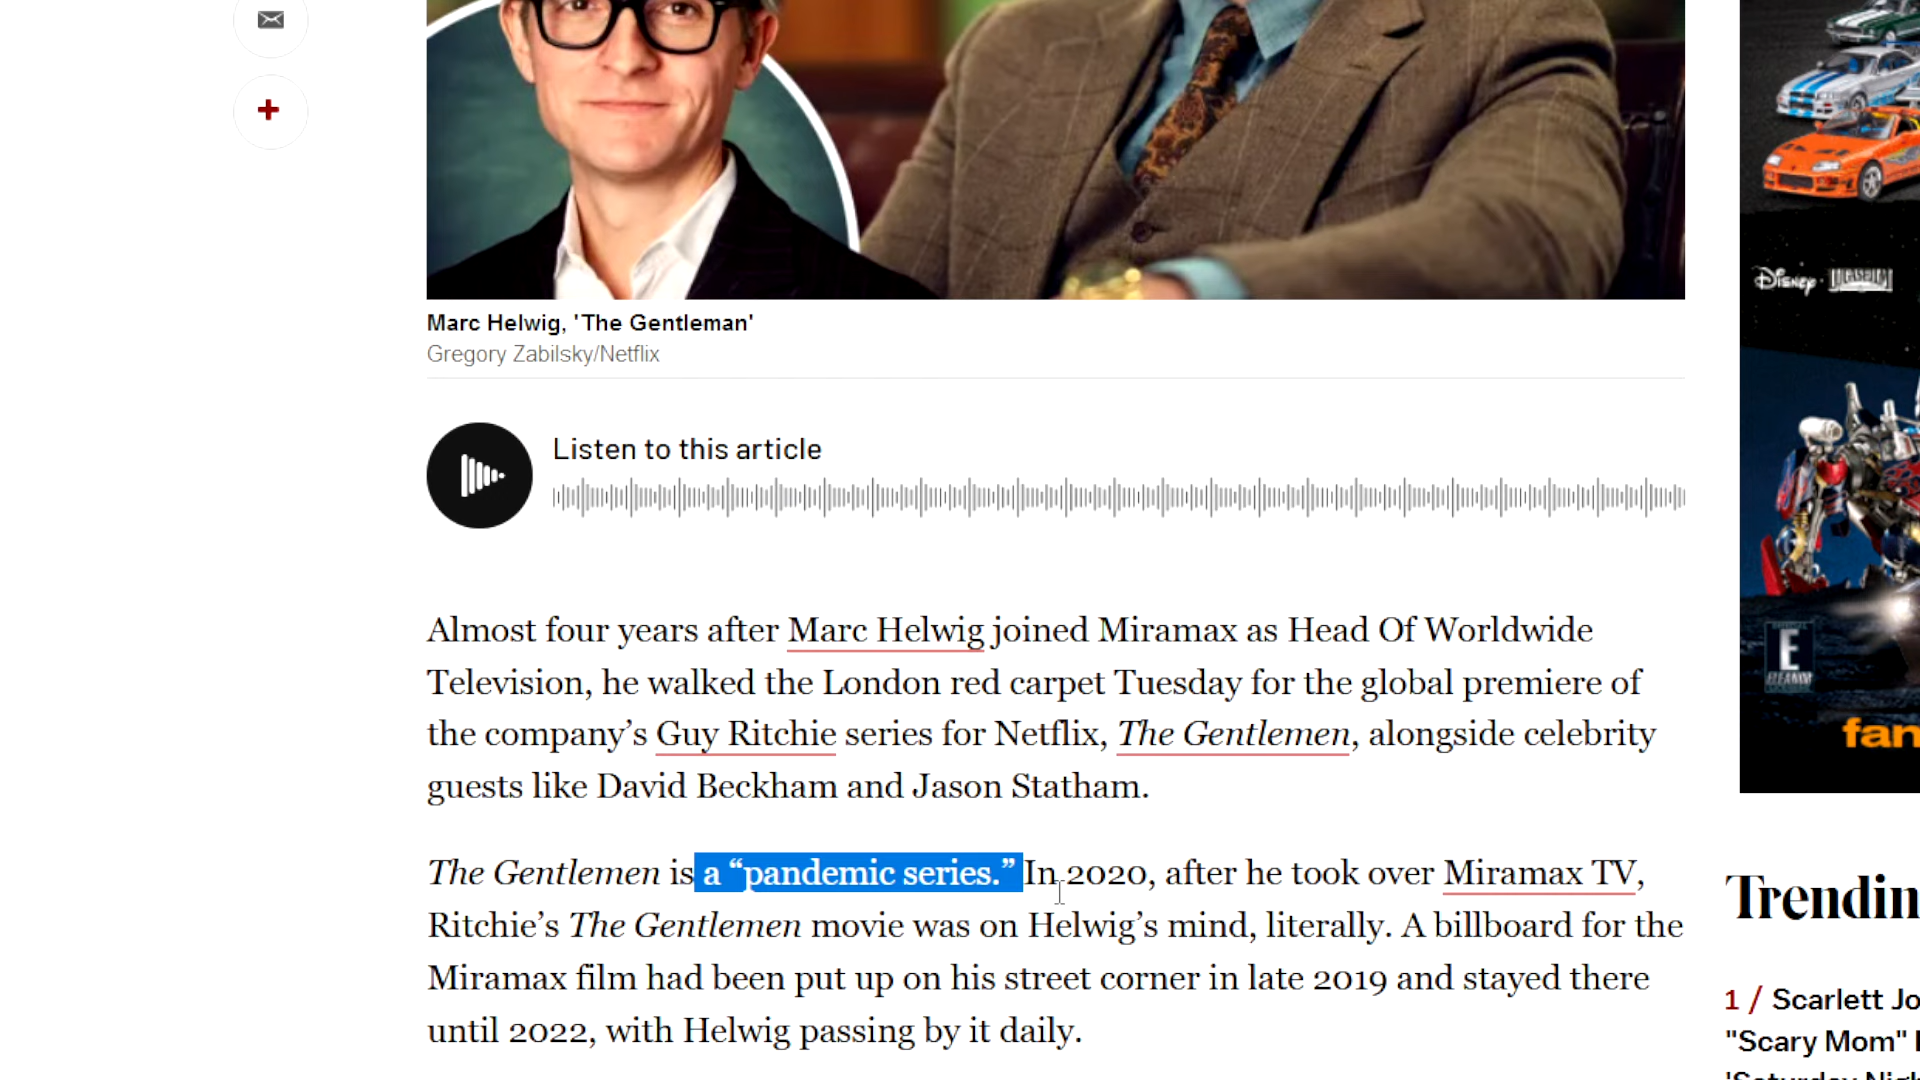 Marc Helwig, 'The Gentleman'
Gregory Zabilsky/Netflix
Listen to this article
Almost four years after Marc Helwig joined Miramax as Head Of Worldwide
Television, he walked the London red carpet Tuesday for the global premiere of
the company’s Guy Ritchie series for Netflix, The Gentlemen, alongside celebrity
guests like David Beckham and Jason Statham.
The Gentlemen is a “pandemic series.” In 2020, after he took over Miramax TV,
Ritchie’s The Gentlemen movie was on Helwig’s mind, literally. A billboard for the
Miramax film had been put up on his street corner in late 2019 and stayed there
until 2022, with Helwig passing by it daily.
Disney · LUCASFILM
E
fan
Trendin
1 / Scarlett Jo
"Scary Mom"